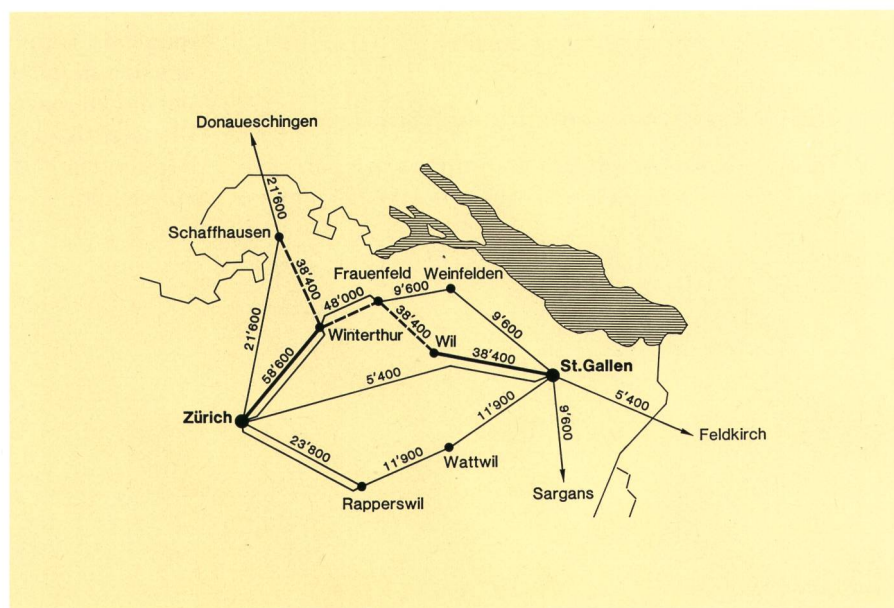 Donaueschingen
21'600
Schaffhausen
38'400
Frauenfeld
Weinfelden
48'000
9'600
21'600
Winterthur
38'400
9'600
Wil
58'600
38'400
St.Gallen
5'400
Zürich
5'400
11'900
9'600
Feldkirch
23'800
11'900
Wattwil
Sargans
Rapperswil